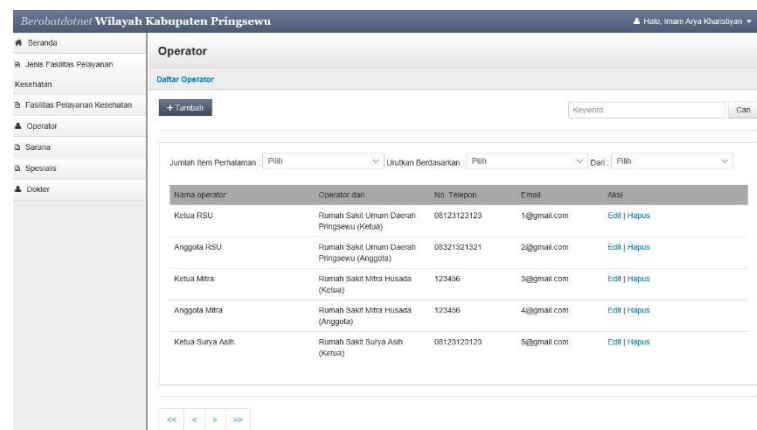 Berobatdotnet Wilayah Kabupaten Pringsewu
Halo, Imam Arya Kharistiyan
Beranda
Jenis Fasilitas Pelayanan
Kesehatan
Fasilitas Pelayanan Kesehatan
Operator
Sarana
Spesialis
Dokter
Operator
Daftar Operator
+ Tambah
Keyword
Cari
Jumlah Item Perhalaman : Pilih Urutkan Berdasarkan : Pilih Dari : Pilih
Nama operator Operator dari No. Telepon Email Aksi
Ketua RSU Rumah Sakit Umum Daerah 08123123123 1@gmail.com Edit | Hapus
Pringsewu (Ketua)
Anggota RSU Rumah Sakit Umum Daerah 08321321321 2@gmail.com Edit | Hapus
Pringsewu (Anggota)
Ketua Mitra Rumah Sakit Mitra Husada 123456 3@gmail.com Edit | Hapus
(Ketua)
Anggota Mitra Rumah Sakit Mitra Husada 123456 4@gmail.com Edit | Hapus
(Anggota)
Ketua Surya Asih Rumah Sakit Surya Asih 08123123123 5@gmail.com Edit | Hapus
(Ketua)
<< < > >>